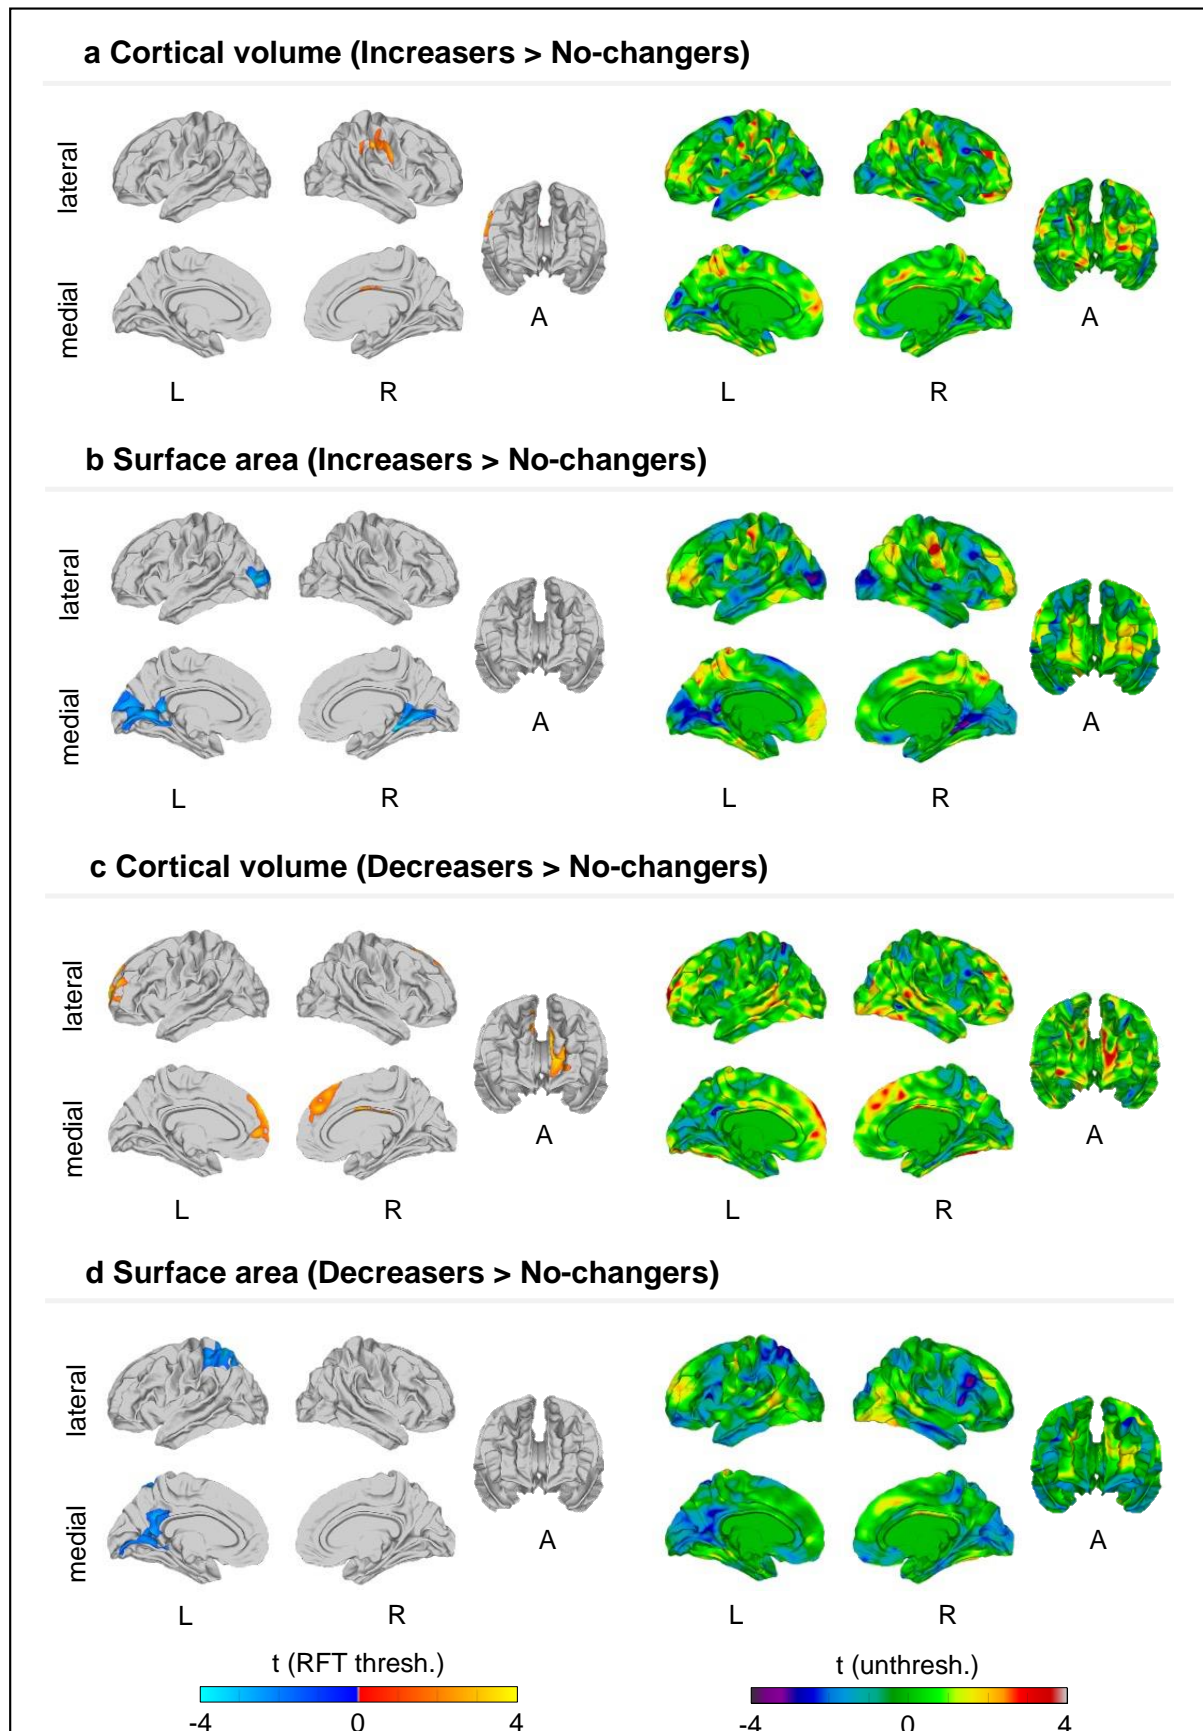 a Cortical volume (Increasers > No-changers)
lateral
medial
A
A
L
R
L
R
b Surface area (Increasers > No-changers)
lateral
medial
A
A
L
R
L
R
c Cortical volume (Decreasers > No-changers)
lateral
medial
A
A
L
R
L
R
d Surface area (Decreasers > No-changers)
lateral
medial
A
A
L
R
L
R
t (RFT thresh.)
t (unthresh.)
-4 0 4
-4 0 4